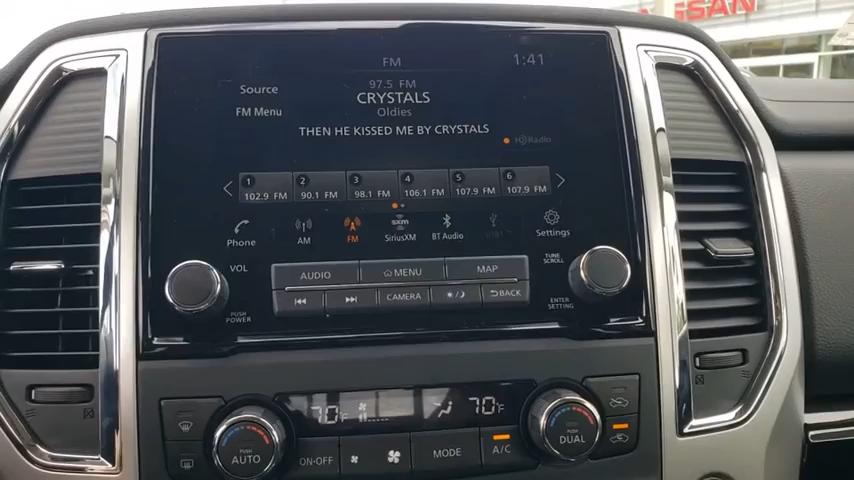 NISSAN
FM
1:41
97.5 FM
Source
CRYSTALS
FM Menu
Oldies
THEN HE KISSED ME BY CRYSTALS
HD Radio
1 2 3 4 5 6
102.9 FM 90.1 FM 98.1 FM 106.1 FM 107.9 FM 107.9 FM
Phone AM FM SiriusXM BT Audio USB1 Settings
VOL
TUNE
SCROLL
AUDIO MENU MAP
CAMERA BACK
PUSH
POWER
ENTER
SETTING
70°F 70°F
PUSH
AUTO
ON•OFF MODE A/C
PUSH
DUAL